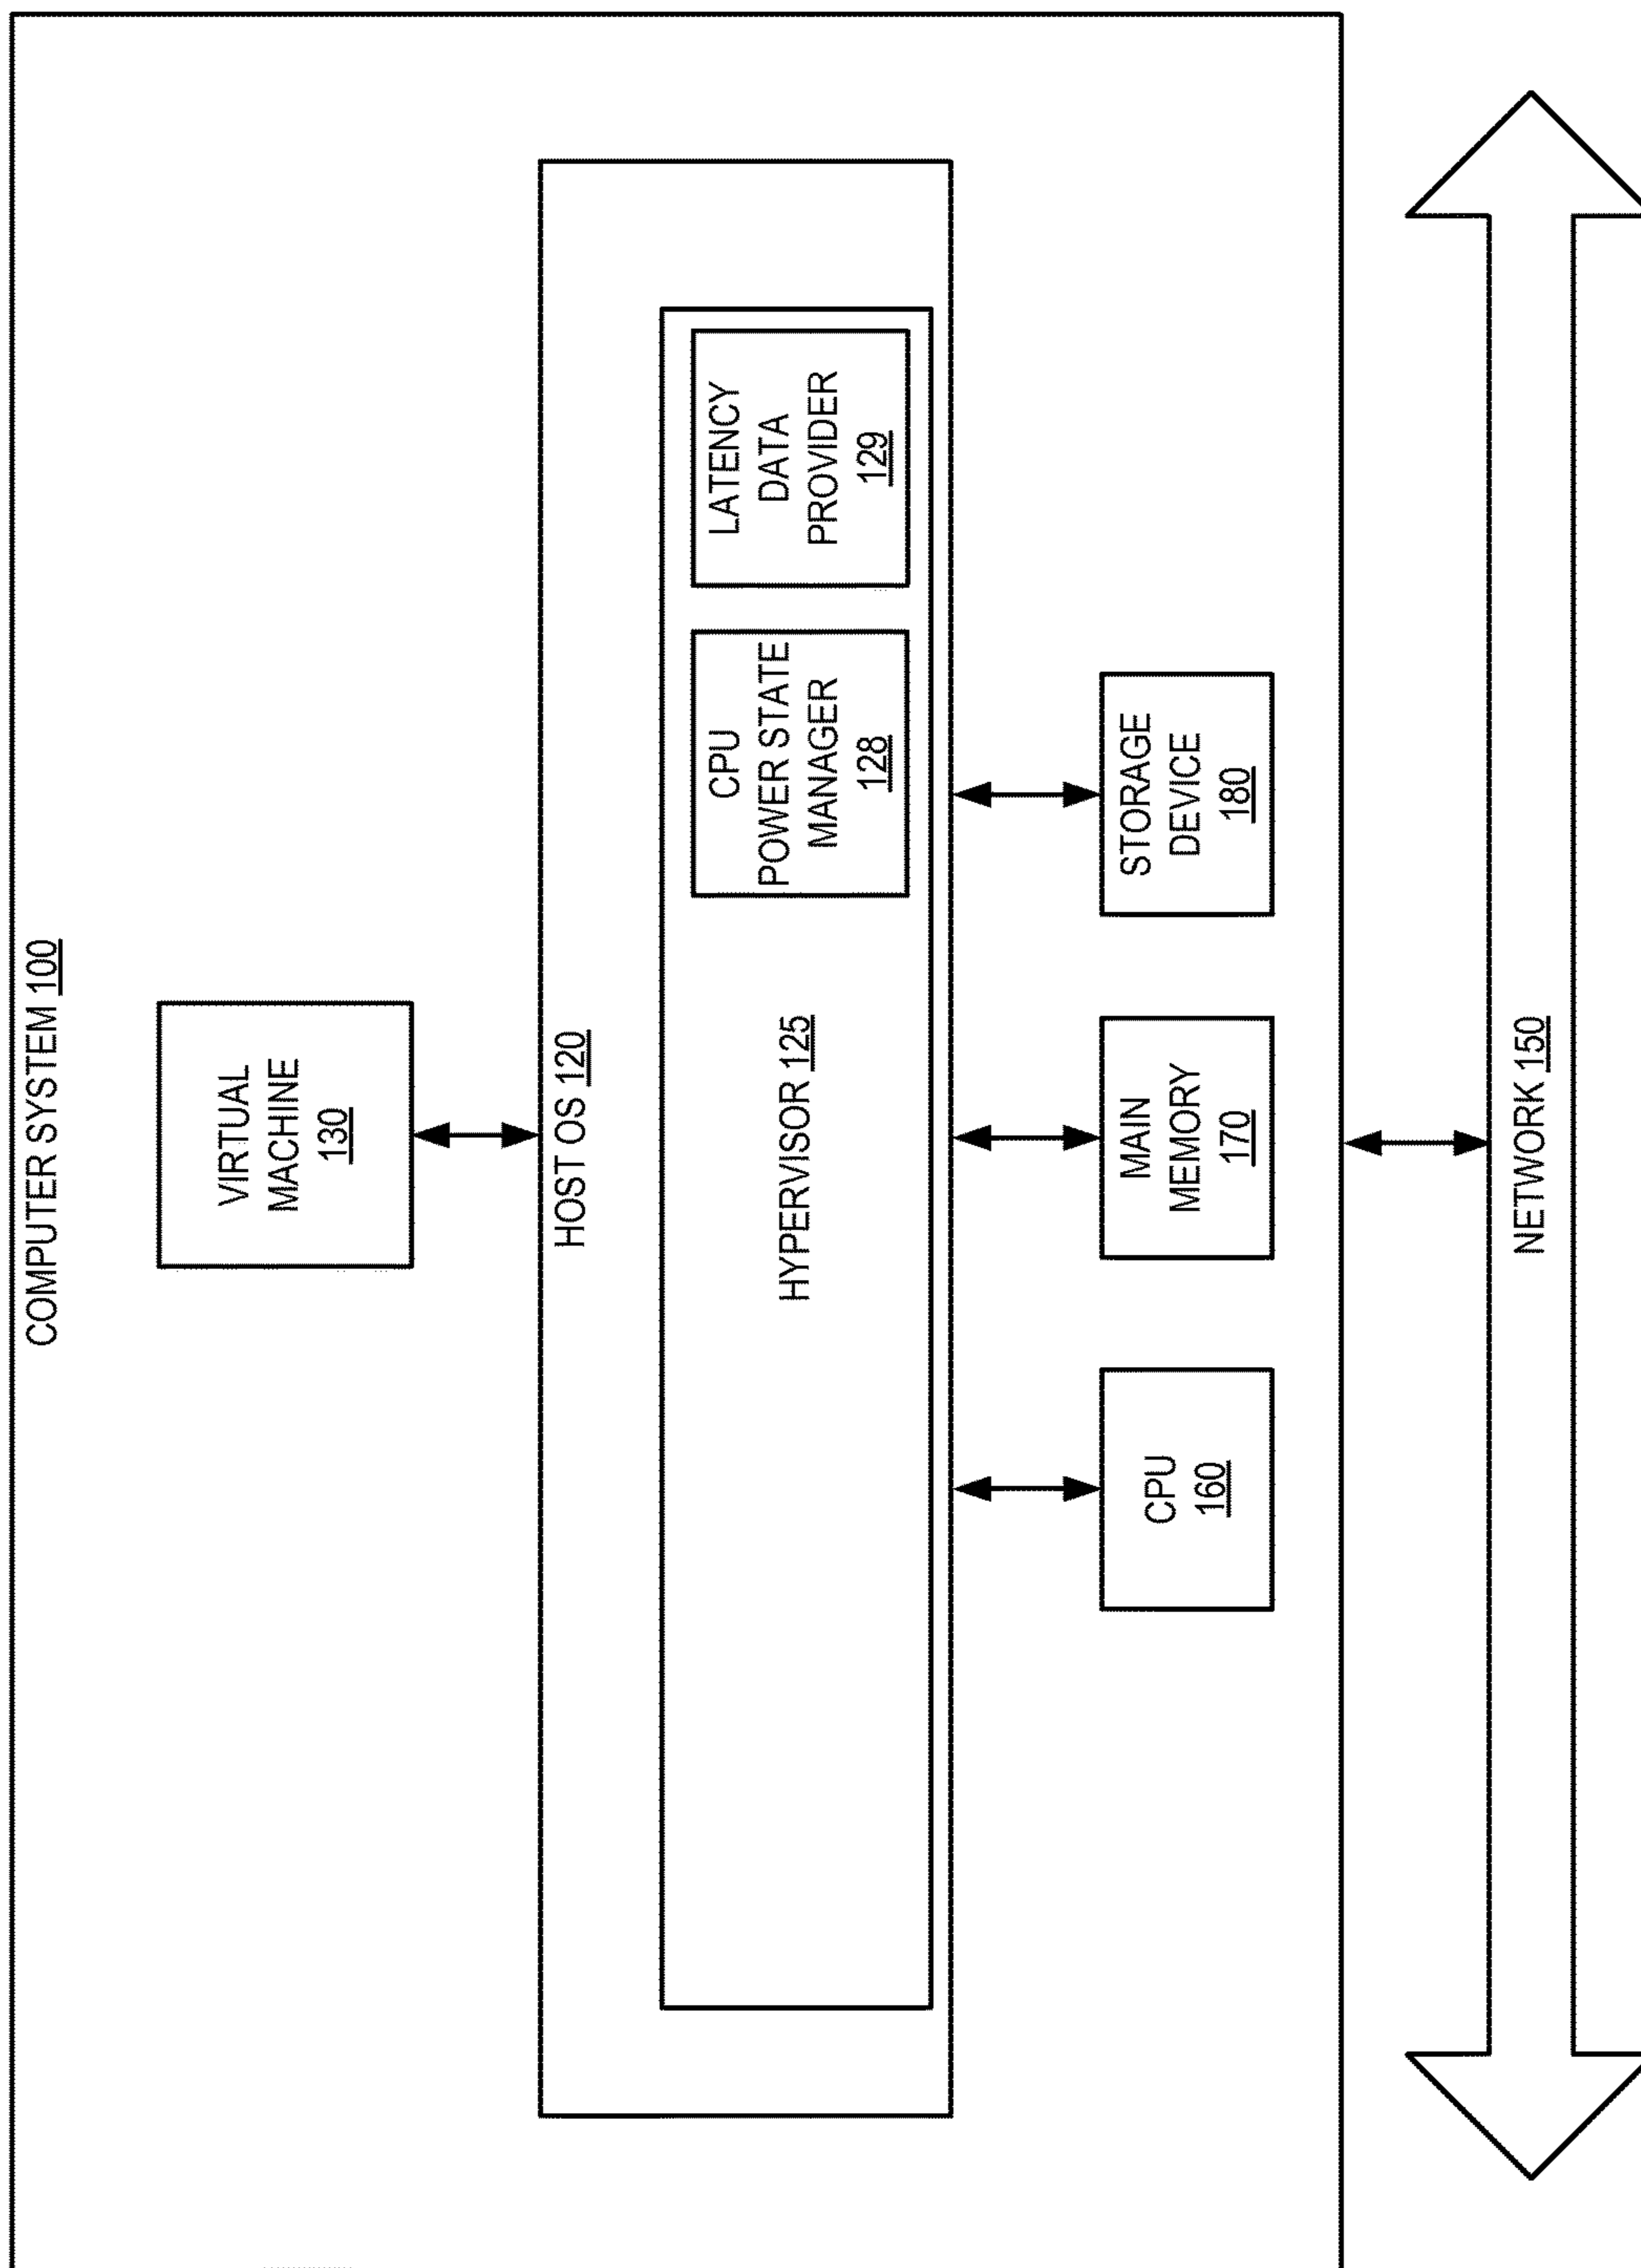 COMPUTER SYSTEM 100
VIRTUAL
MACHINE
130
HOST OS 120
HYPERVISOR 125
CPU
POWER STATE
MANAGER
128
LATENCY
DATA
PROVIDER
129
CPU
160
MAIN
MEMORY
170
STORAGE
DEVICE
180
NETWORK 150